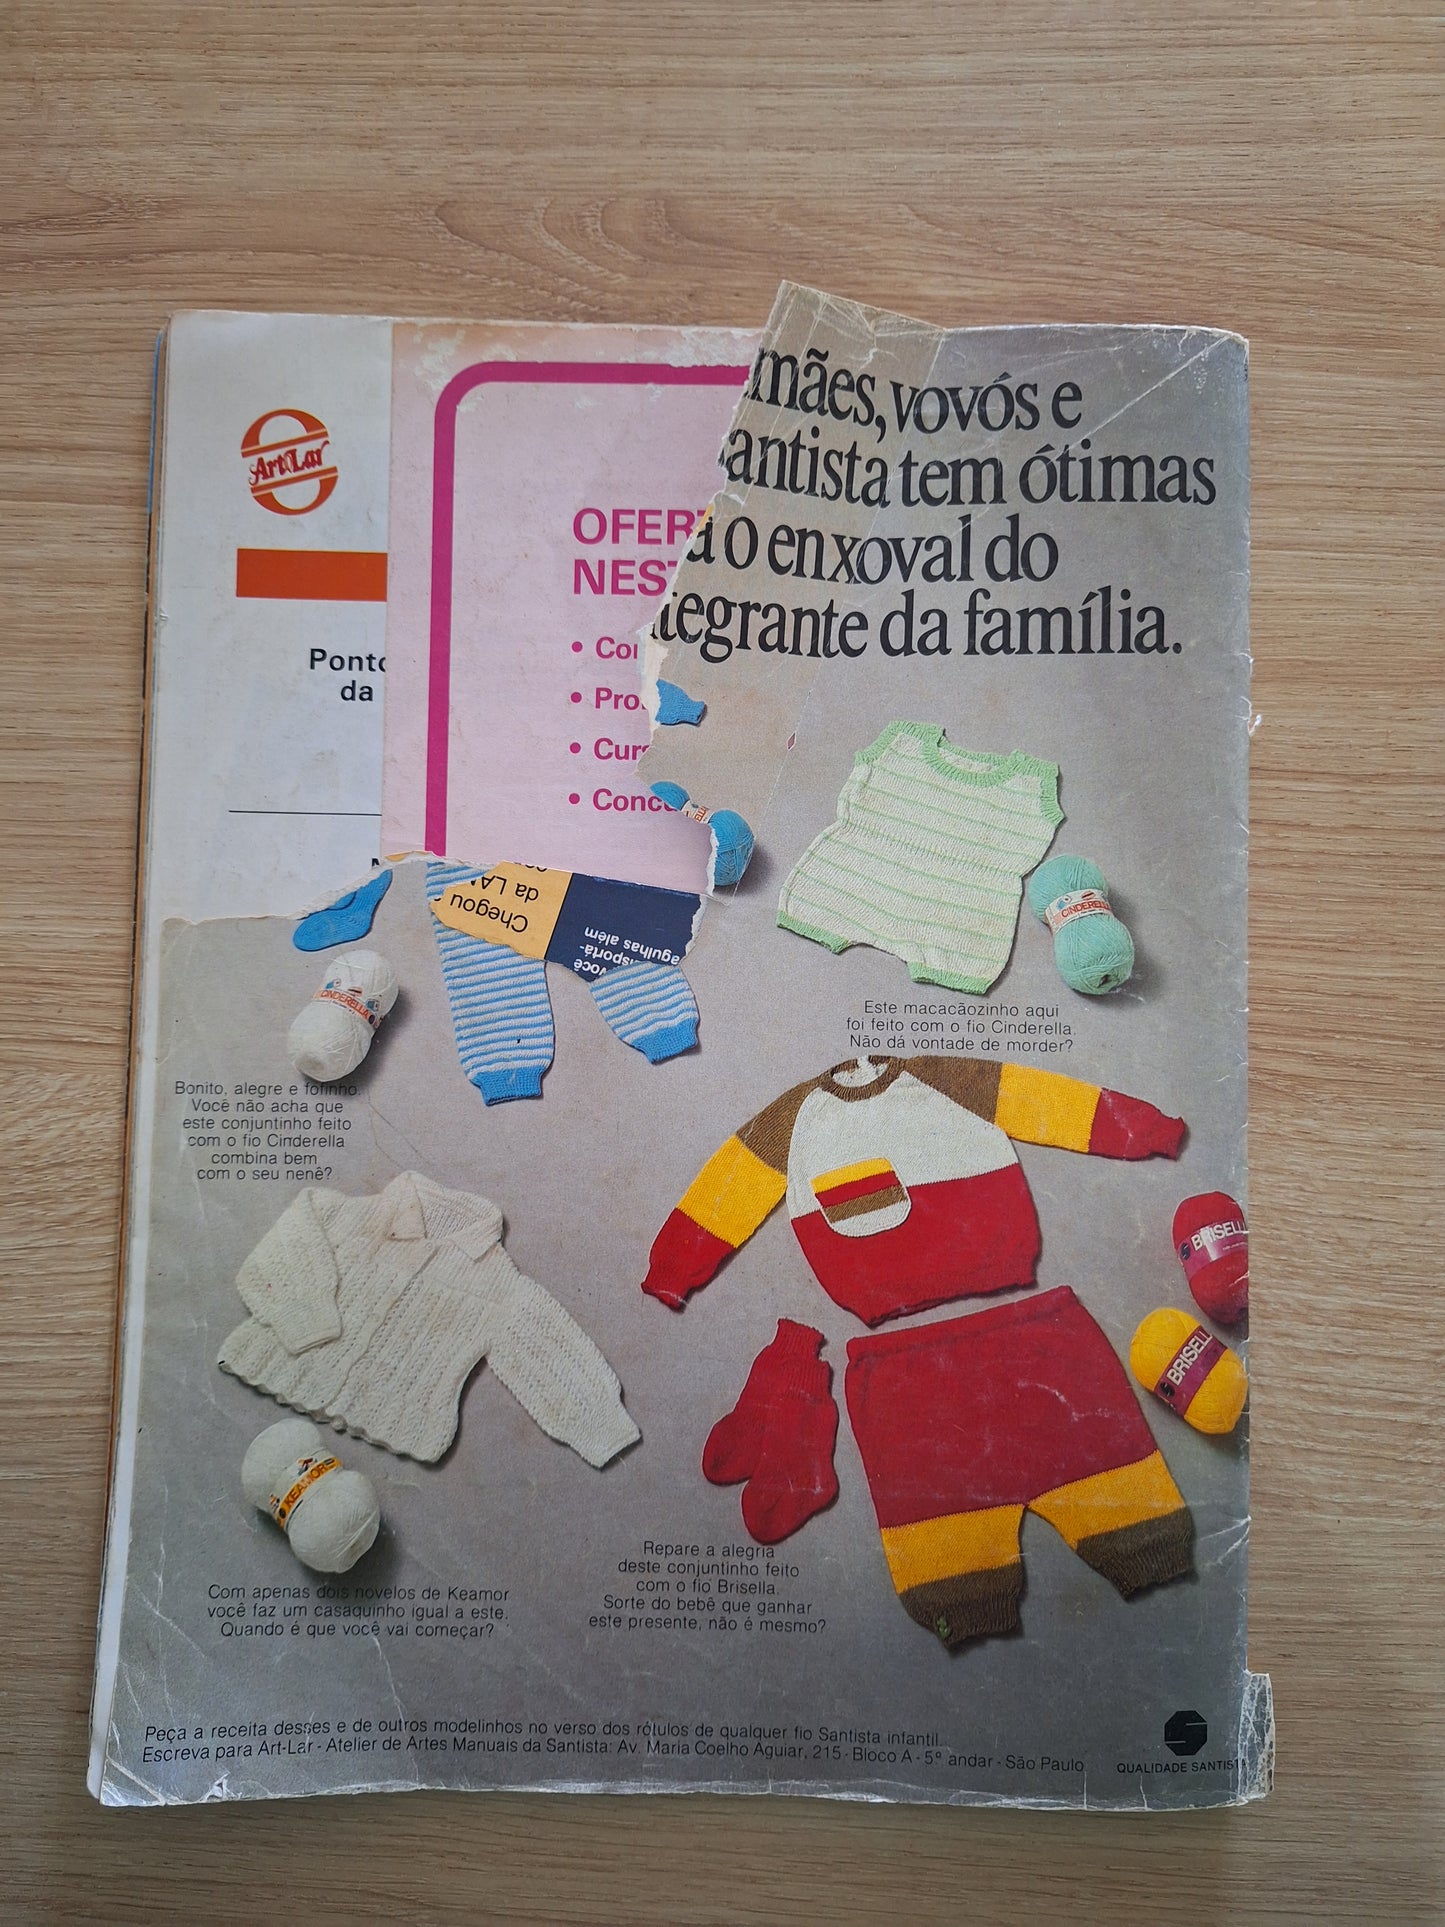 Art-Lar
mães, vovós e
antista tem ótimas
a o enxoval do
tegrante da família.
OFERT
NEST
• Con
• Pro
• Curs
• Conc
Ponto
da
Chegou
da LA
você
isportá-
agulhas além
CINDERELLA
CINDERELLA
Este macacãozinho aqui
foi feito com o fio Cinderella.
Não dá vontade de morder?
Bonito, alegre e fofinho.
Você não acha que
este conjuntinho feito
com o fio Cinderella
combina bem
com o seu nenê?
BRISELL
BRISELL
KEAMOR
Repare a alegria
deste conjuntinho feito
com o fio Brisella.
Sorte do bebê que ganhar
este presente, não é mesmo?
Com apenas dois novelos de Keamor
você faz um casaquinho igual a este.
Quando é que você vai começar?
Peça a receita desses e de outros modelinhos no verso dos rótulos de qualquer fio Santista infantil.
Escreva para Art-Lar - Atelier de Artes Manuais da Santista: Av. Maria Coelho Aguiar, 215 - Bloco A - 5º andar - São Paulo
QUALIDADE SANTISTA